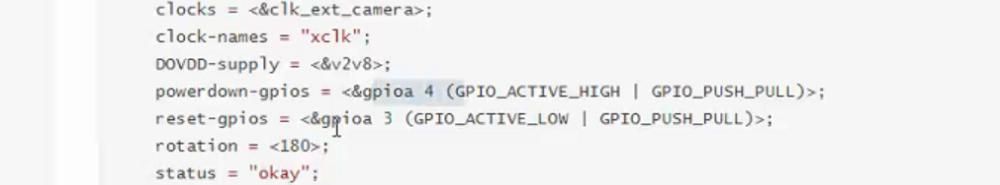 clocks = <&clk_ext_camera>;
clock-names = "xclk";
DOVDD-supply = <&v2v8>;
powerdown-gpios = <&gpioa 4 (GPIO_ACTIVE_HIGH | GPIO_PUSH_PULL)>;
reset-gpios = <&gpioa 3 (GPIO_ACTIVE_LOW | GPIO_PUSH_PULL)>;
rotation = <180>;
status = "okay";